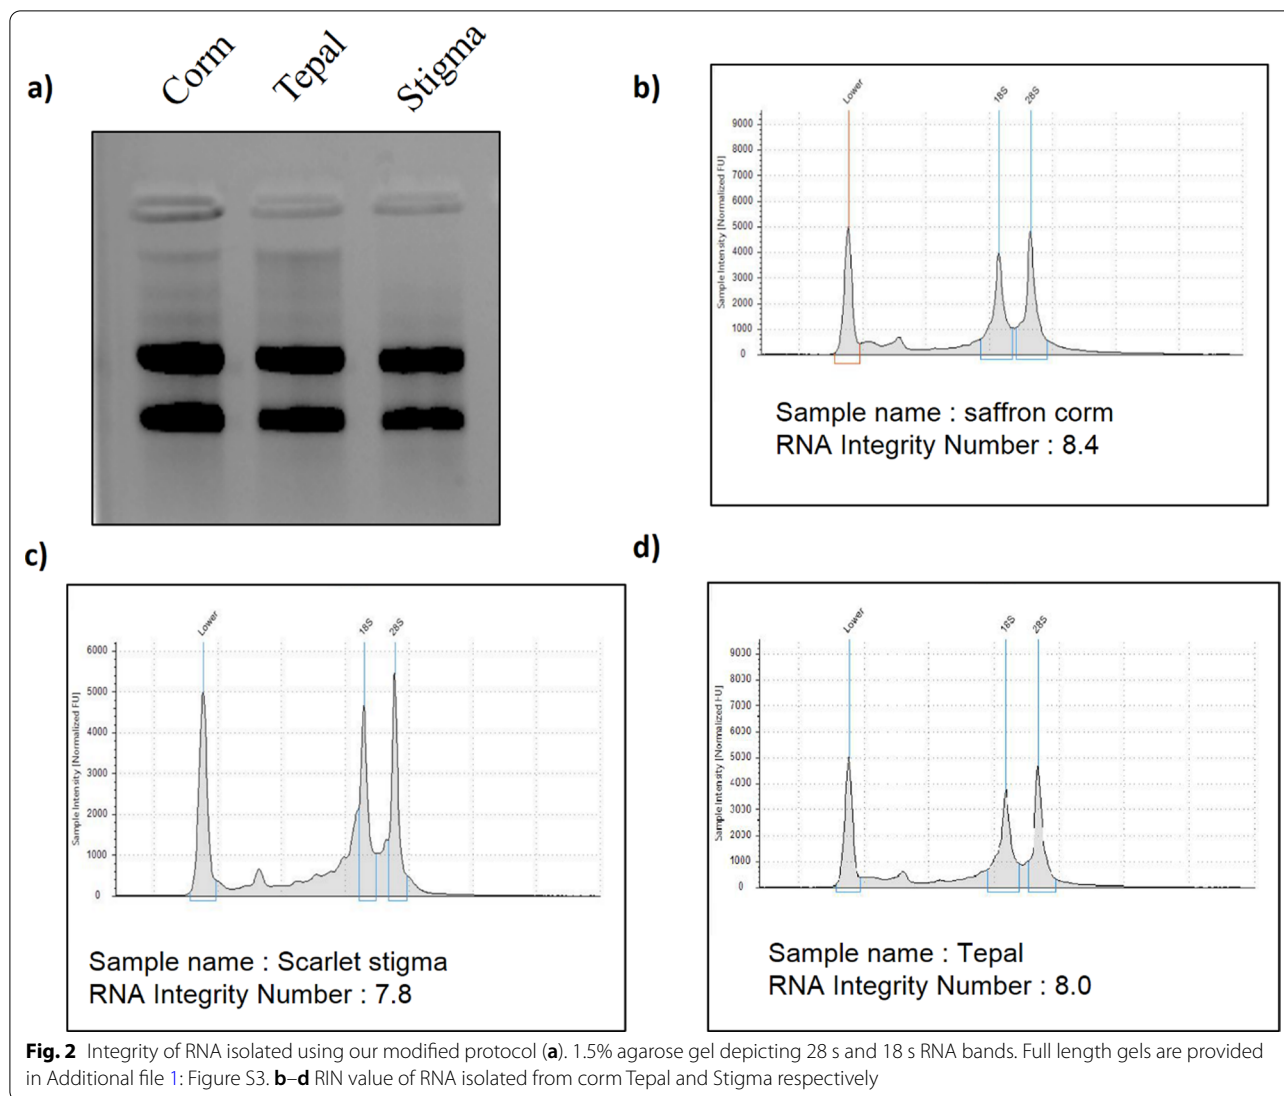 a)
Corm
Tepal
Stigma
b)
Sample Intensity [Normalized FU]
9000
8000
7000
6000
5000
4000
3000
2000
1000
0
Lower
18S
28S
Sample name : saffron corm
RNA Integrity Number : 8.4
c)
Sample Intensity [Normalized FU]
6000
5000
4000
3000
2000
1000
0
Lower
18S
28S
Sample name : Scarlet stigma
RNA Integrity Number : 7.8
d)
Sample Intensity [Normalized FU]
9000
8000
7000
6000
5000
4000
3000
2000
1000
0
Lower
18S
28S
Sample name : Tepal
RNA Integrity Number : 8.0
Fig. 2 Integrity of RNA isolated using our modified protocol (a). 1.5% agarose gel depicting 28 s and 18 s RNA bands. Full length gels are provided
in Additional file 1: Figure S3. b–d RIN value of RNA isolated from corm Tepal and Stigma respectively